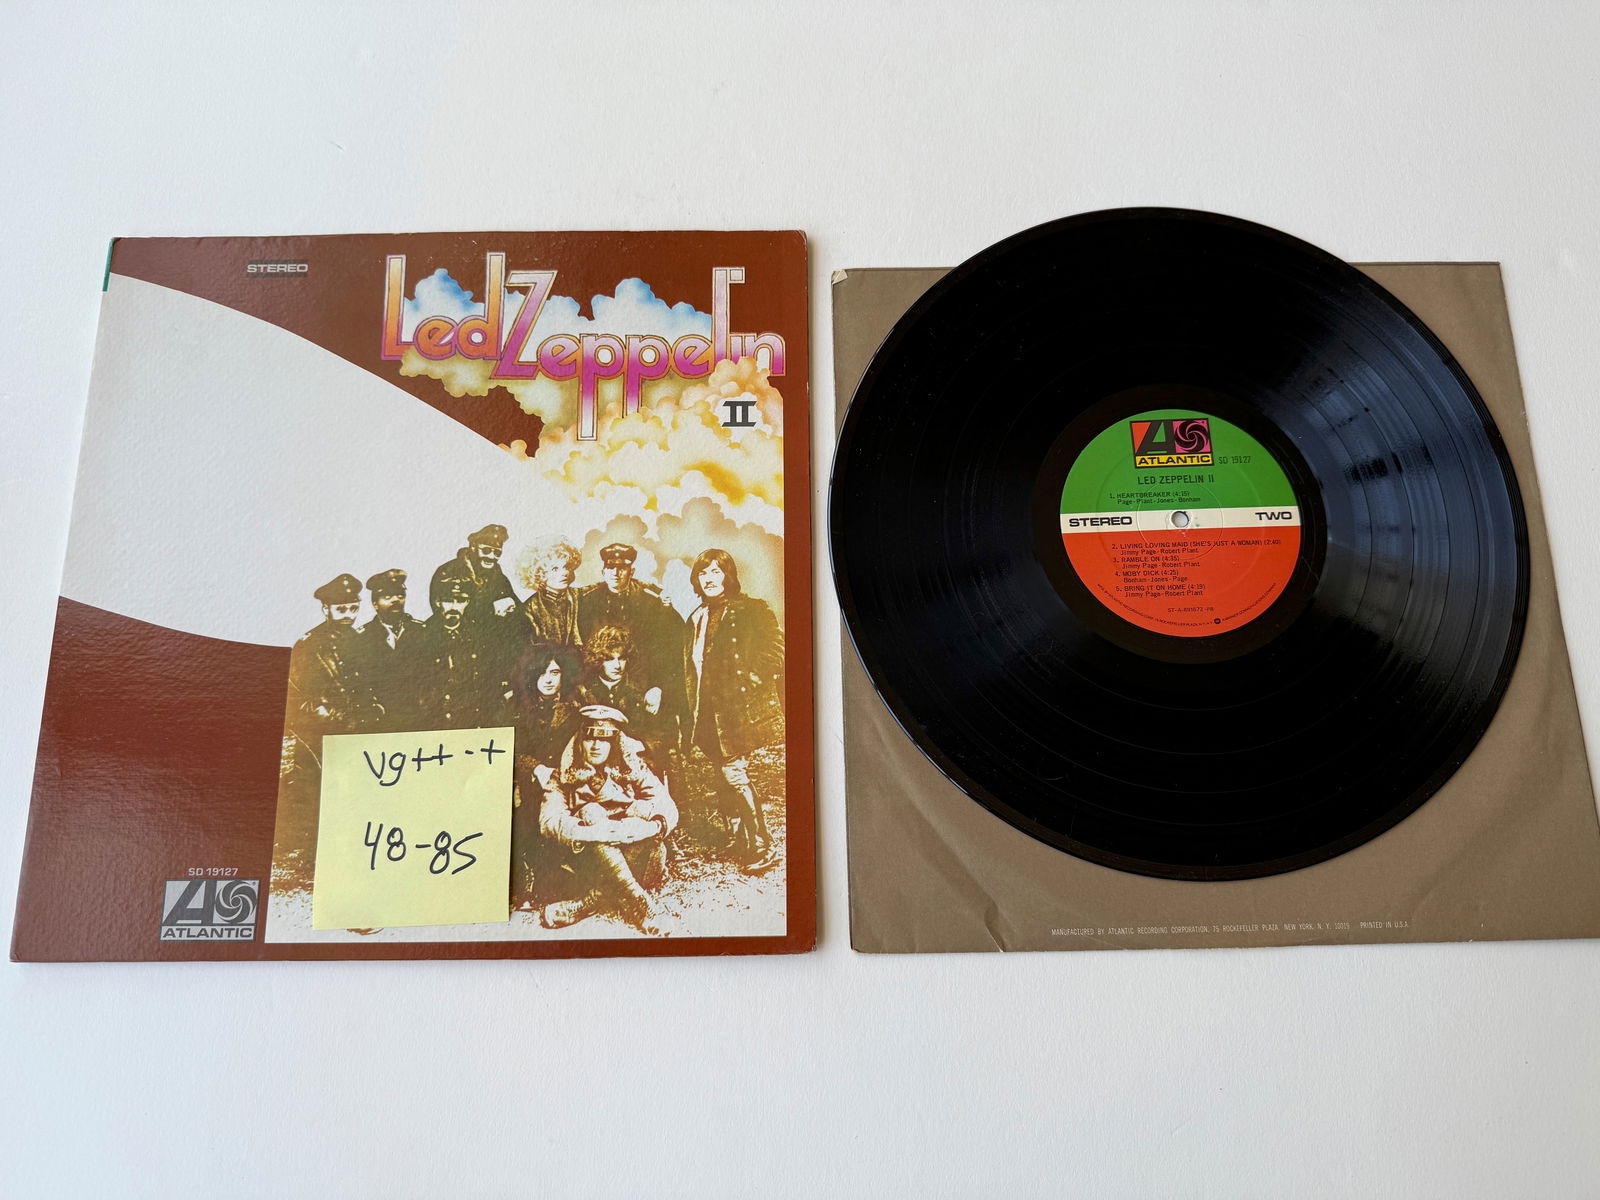 STEREO
Led Zeppelin
II
vg++-+
48-85
SD 19127
ATLANTIC
ATLANTIC
SD 19127
LED ZEPPELIN II
1. HEARTBREAKER (4:15)
Page-Plant-Jones-Bonham
STEREO TWO
2. LIVING LOVING MAID (SHE'S JUST A WOMAN) (2:40)
Jimmy Page-Robert Plant
3. RAMBLE ON (4:35)
Jimmy Page-Robert Plant
4. MOBY DICK (4:25)
Bonham-Jones-Page
5. BRING IT ON HOME (4:19)
Jimmy Page-Robert Plant
ST-A-691672-PR
MANUFACTURED BY ATLANTIC RECORDING CORPORATION, 75 ROCKEFELLER PLAZA, NEW YORK, N. Y. 10019 PRINTED IN U.S.A.